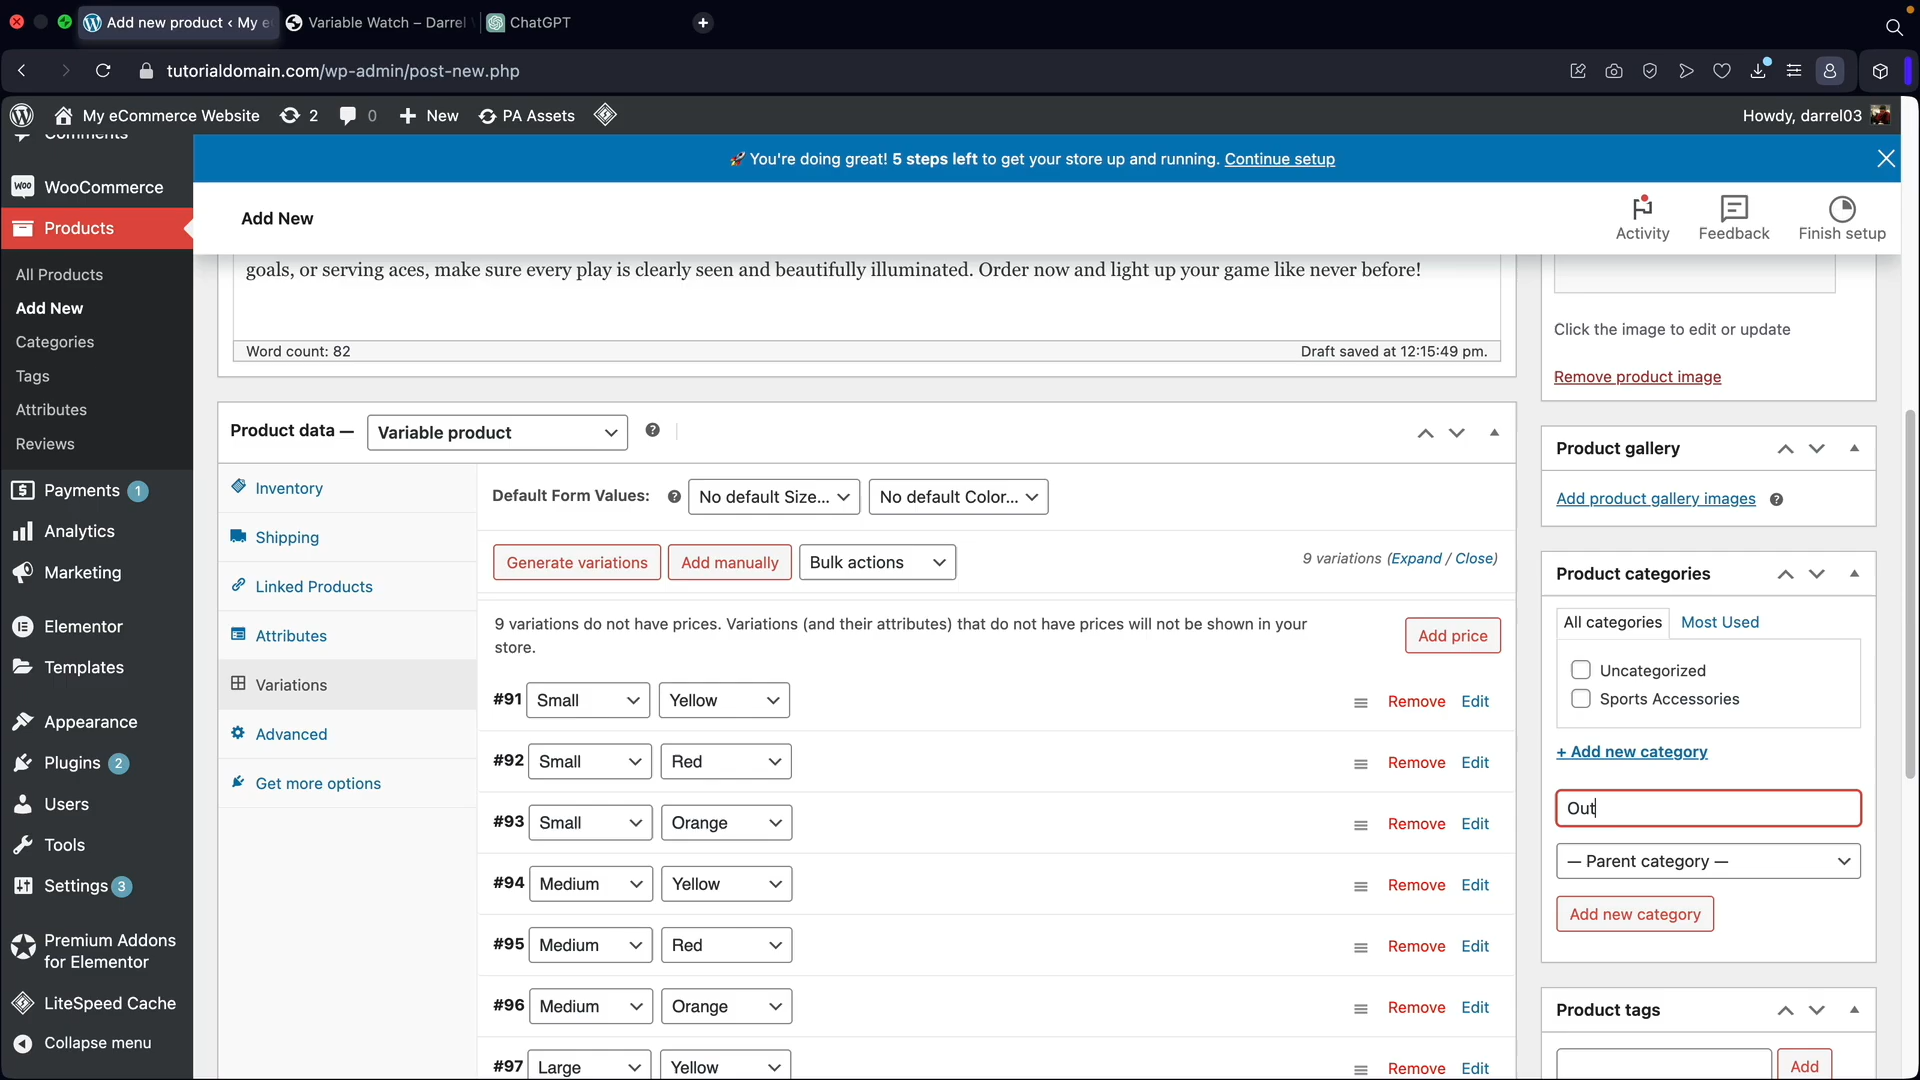 Add new product ‹ My e
Variable Watch – Darrel
ChatGPT
tutorialdomain.com/wp-admin/post-new.php
My eCommerce Website
2
0
New
PA Assets
Howdy, darrel03
Comments
WooCommerce
Products
All Products
Add New
Categories
Tags
Attributes
Reviews
Payments 1
Analytics
Marketing
Elementor
Templates
Appearance
Plugins 2
Users
Tools
Settings 3
Premium Addons
for Elementor
LiteSpeed Cache
Collapse menu
🚀 You're doing great! 5 steps left to get your store up and running. Continue setup
Add New
Activity
Feedback
Finish setup
goals, or serving aces, make sure every play is clearly seen and beautifully illuminated. Order now and light up your game like never before!
Word count: 82
Draft saved at 12:15:49 pm.
Product data —
Variable product
Inventory
Shipping
Linked Products
Attributes
Variations
Advanced
Get more options
Default Form Values:
No default Size...
No default Color...
Generate variations
Add manually
Bulk actions
9 variations (Expand / Close)
9 variations do not have prices. Variations (and their attributes) that do not have prices will not be shown in your
store.
Add price
#91 Small Yellow Remove Edit
#92 Small Red Remove Edit
#93 Small Orange Remove Edit
#94 Medium Yellow Remove Edit
#95 Medium Red Remove Edit
#96 Medium Orange Remove Edit
#97 Large Yellow Remove Edit
Click the image to edit or update
Remove product image
Product gallery
Add product gallery images
Product categories
All categories
Most Used
Uncategorized
Sports Accessories
+ Add new category
Out
— Parent category —
Add new category
Product tags
Add